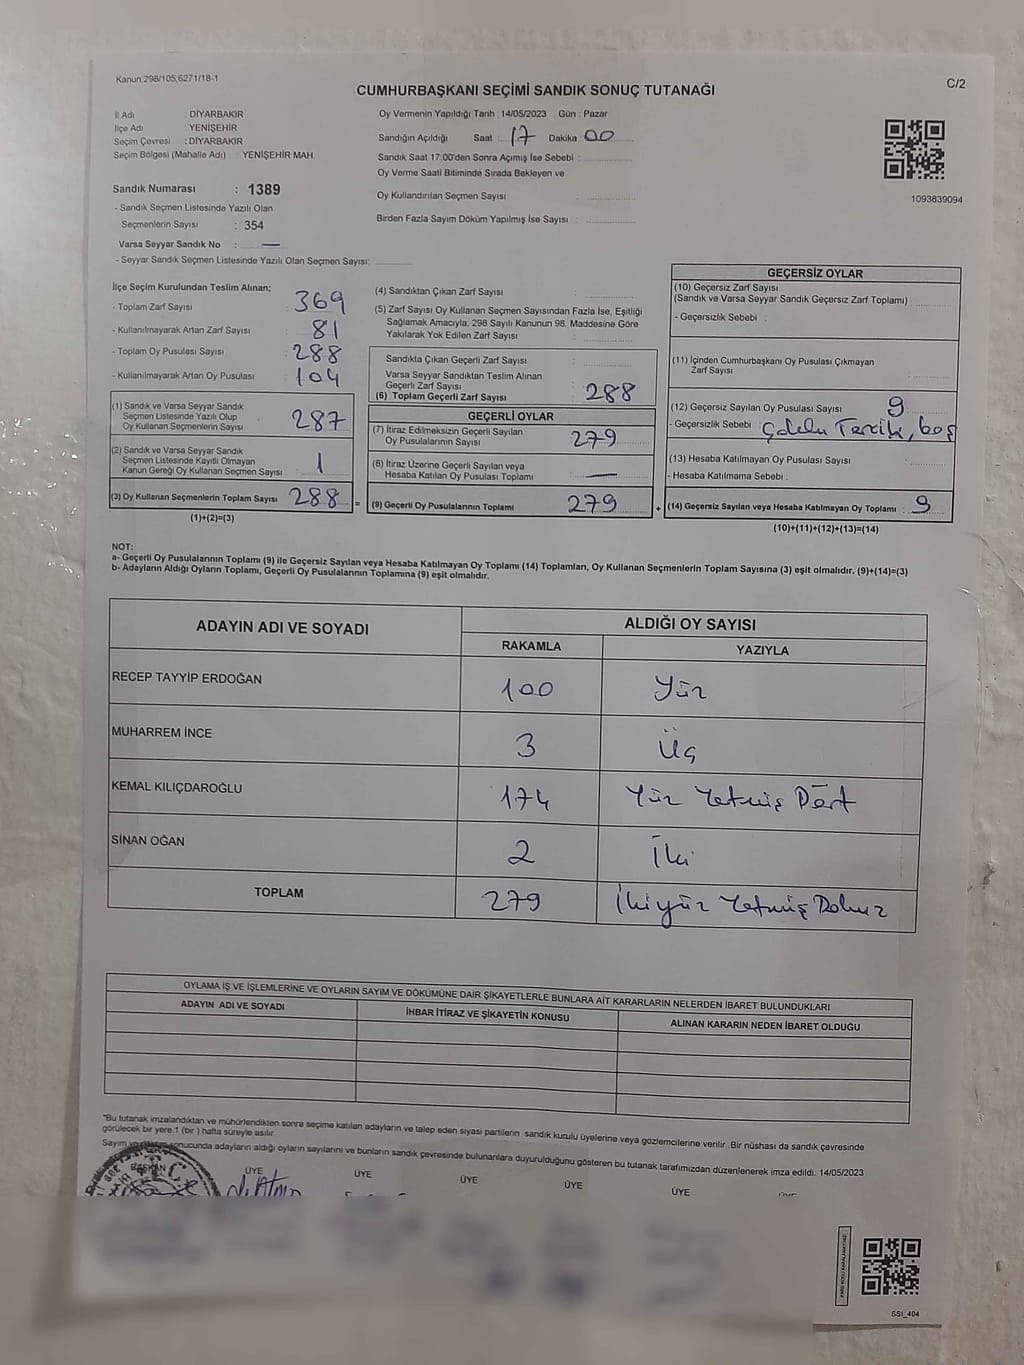 Kanun;298/105;6271/18-1
C/2
CUMHURBAŞKANI SEÇİMİ SANDIK SONUÇ TUTANAĞI
İl Adı : DİYARBAKIR
İlçe Adı : YENİŞEHİR
Seçim Çevresi : DİYARBAKIR
Seçim Bölgesi (Mahalle Adı) : YENİŞEHİR MAH.
Oy Vermenin Yapıldığı Tarih : 14/05/2023 Gün : Pazar
Sandığın Açıldığı Saat : 17 Dakika : 00
Sandık Saat 17:00'den Sonra Açılmış İse Sebebi :
Oy Verme Saati Bitiminde Sırada Bekleyen ve
Oy Kullandırılan Seçmen Sayısı :
Birden Fazla Sayım Döküm Yapılmış İse Sayısı :
1093839094
Sandık Numarası : 1389
- Sandık Seçmen Listesinde Yazılı Olan
Seçmenlerin Sayısı : 354
Varsa Seyyar Sandık No : —
- Seyyar Sandık Seçmen Listesinde Yazılı Olan Seçmen Sayısı:
İlçe Seçim Kurulundan Teslim Alınan;
- Toplam Zarf Sayısı : 369
- Kullanılmayarak Artan Zarf Sayısı : 81
- Toplam Oy Pusulası Sayısı : 288
- Kullanılmayarak Artan Oy Pusulası : 104
(1) Sandık ve Varsa Seyyar Sandık
Seçmen Listesinde Yazılı Olup
Oy Kullanan Seçmenlerin Sayısı : 287
(2) Sandık ve Varsa Seyyar Sandık
Seçmen Listesinde Kayıtlı Olmayan
Kanun Gereği Oy Kullanan Seçmen Sayısı : 1
(3) Oy Kullanan Seçmenlerin Toplam Sayısı : 288 =
(1)+(2)=(3)
(4) Sandıktan Çıkan Zarf Sayısı :
(5) Zarf Sayısı Oy Kullanan Seçmen Sayısından Fazla İse, Eşitliği
Sağlamak Amacıyla, 298 Sayılı Kanunun 98. Maddesine Göre
Yakılarak Yok Edilen Zarf Sayısı :
Sandıkta Çıkan Geçerli Zarf Sayısı :
Varsa Seyyar Sandıktan Teslim Alınan
Geçerli Zarf Sayısı :
(6) Toplam Geçerli Zarf Sayısı : 288
GEÇERLİ OYLAR
(7) İtiraz Edilmeksizin Geçerli Sayılan
Oy Pusulalarının Sayısı : 279
(8) İtiraz Üzerine Geçerli Sayılan veya
Hesaba Katılan Oy Pusulası Toplamı : —
(9) Geçerli Oy Pusulalarının Toplamı : 279 +
GEÇERSİZ OYLAR
(10) Geçersiz Zarf Sayısı
(Sandık ve Varsa Seyyar Sandık Geçersiz Zarf Toplamı) :
- Geçersizlik Sebebi :
(11) İçinden Cumhurbaşkanı Oy Pusulası Çıkmayan
Zarf Sayısı :
(12) Geçersiz Sayılan Oy Pusulası Sayısı : 9
- Geçersizlik Sebebi : Tercih, boş
(13) Hesaba Katılmayan Oy Pusulası Sayısı :
- Hesaba Katılmama Sebebi :
(14) Geçersiz Sayılan veya Hesaba Katılmayan Oy Toplamı : 9
(10)+(11)+(12)+(13)=(14)
NOT:
a- Geçerli Oy Pusulalarının Toplamı (9) ile Geçersiz Sayılan veya Hesaba Katılmayan Oy Toplamı (14) Toplamları, Oy Kullanan Seçmenlerin Toplam Sayısına (3) eşit olmalıdır. (9)+(14)=(3)
b- Adayların Aldığı Oyların Toplamı, Geçerli Oy Pusulalarının Toplamına (9) eşit olmalıdır.
ADAYIN ADI VE SOYADI ALDIĞI OY SAYISI
RAKAMLA YAZIYLA
RECEP TAYYİP ERDOĞAN 100 Yüz
MUHARREM İNCE 3 Üç
KEMAL KILIÇDAROĞLU 174 Yüz Yetmiş Dört
SİNAN OĞAN 2 İki
TOPLAM 279 İkiyüz Yetmiş Dokuz
OYLAMA İŞ VE İŞLEMLERİNE VE OYLARIN SAYIM VE DÖKÜMÜNE DAİR ŞİKAYETLERLE BUNLARA AİT KARARLARIN NELERDEN İBARET BULUNDUKLARI
ADAYIN ADI VE SOYADI İHBAR İTİRAZ VE ŞİKAYETİN KONUSU ALINAN KARARIN NEDEN İBARET OLDUĞU
*Bu tutanak imzalandıktan ve mühürlendikten sonra seçime katılan adayların ve talep eden siyasi partilerin sandık kurulu üyelerine veya gözlemcilerine verilir. Bir nüshası da sandık çevresinde
görülecek bir yere 1 (bir) hafta süreyle asılır.
Sayım ve döküm sonucunda adayların aldığı oyların sayılarını ve bunların sandık çevresinde bulunanlara duyurulduğunu gösteren bu tutanak tarafımızdan düzenlenerek imza edildi. 14/05/2023
BAŞKAN ÜYE ÜYE ÜYE ÜYE ÜYE
SSİ_404